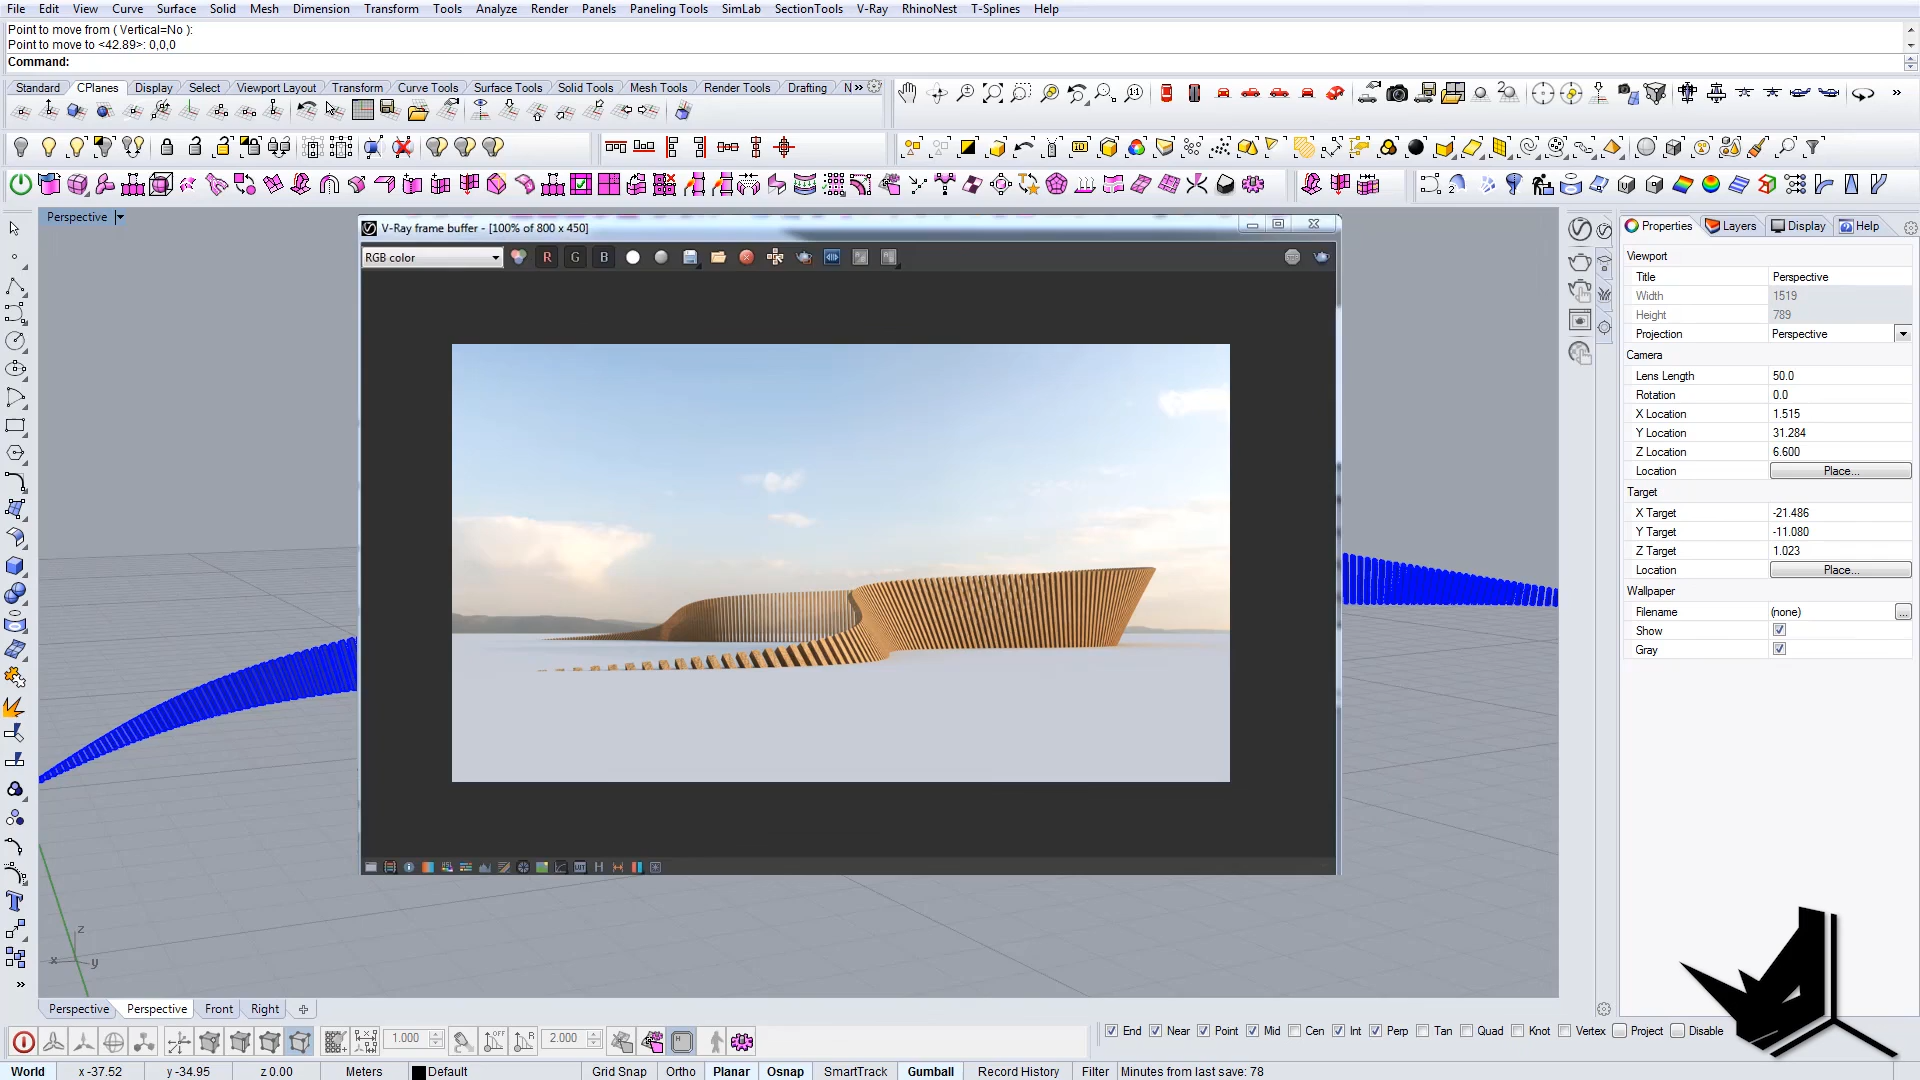 File Edit View Curve Surface Solid Mesh Dimension Transform Tools Analyze Render Panels Paneling Tools SimLab SectionTools V-Ray RhinoNest T-Splines Help
Point to move from ( Vertical=No ):
Point to move to <42.89>: 0,0,0
Command:
Standard CPlanes Display Select Viewport Layout Transform Curve Tools Surface Tools Solid Tools Mesh Tools Render Tools Drafting N »
Perspective
V-Ray frame buffer - [100% of 800 x 450]
RGB color R G B
Properties Layers Display Help
Viewport
Title Perspective
Width 1519
Height 789
Projection Perspective
Camera
Lens Length 50.0
Rotation 0.0
X Location 1.515
Y Location 31.284
Z Location 6.600
Location Place...
Target
X Target -21.486
Y Target -11.080
Z Target 1.023
Location Place...
Wallpaper
Filename (none) ...
Show
Gray
z
x y
Perspective Perspective Front Right
1.000 2.000
End Near Point Mid Cen Int Perp Tan Quad Knot Vertex Project Disable
World x -37.52 y -34.95 z 0.00 Meters Default Grid Snap Ortho Planar Osnap SmartTrack Gumball Record History Filter Minutes from last save: 78